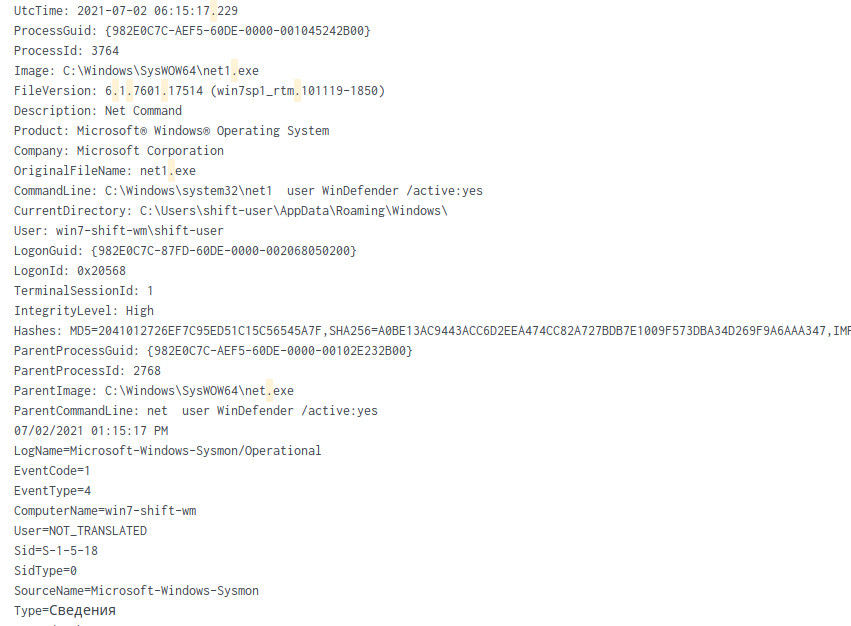 UtcTime: 2021-07-02 06:15:17.229
ProcessGuid: {982E0C7C-AEF5-60DE-0000-001045242B00}
ProcessId: 3764
Image: C:\Windows\SysWOW64\net1.exe
FileVersion: 6.1.7601.17514 (win7sp1_rtm.101119-1850)
Description: Net Command
Product: Microsoft® Windows® Operating System
Company: Microsoft Corporation
OriginalFileName: net1.exe
CommandLine: C:\Windows\system32\net1  user WinDefender /active:yes
CurrentDirectory: C:\Users\shift-user\AppData\Roaming\Windows\
User: win7-shift-wm\shift-user
LogonGuid: {982E0C7C-87FD-60DE-0000-002068050200}
LogonId: 0x20568
TerminalSessionId: 1
IntegrityLevel: High
Hashes: MD5=2041012726EF7C95ED51C15C56545A7F,SHA256=A0BE13AC9443ACC6D2EEA474CC82A727BDB7E1009F573DBA34D269F9A6AAA347,IMP
ParentProcessGuid: {982E0C7C-AEF5-60DE-0000-00102E232B00}
ParentProcessId: 2768
ParentImage: C:\Windows\SysWOW64\net.exe
ParentCommandLine: net  user WinDefender /active:yes
07/02/2021 01:15:17 PM
LogName=Microsoft-Windows-Sysmon/Operational
EventCode=1
EventType=4
ComputerName=win7-shift-wm
User=NOT_TRANSLATED
Sid=S-1-5-18
SidType=0
SourceName=Microsoft-Windows-Sysmon
Type=Сведения